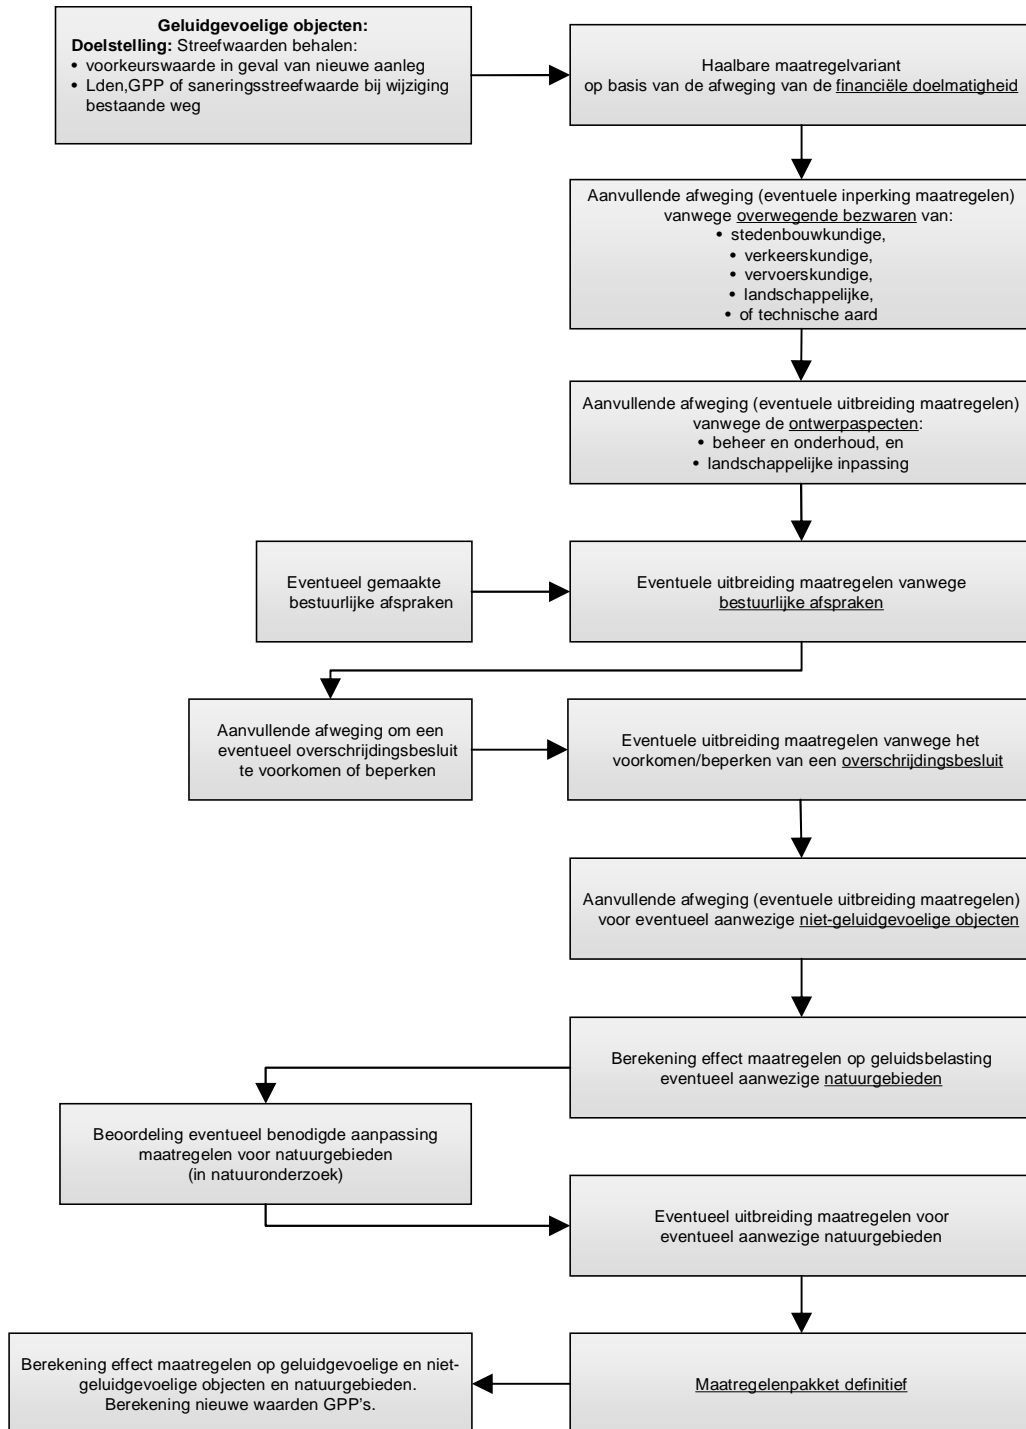 Geluidgevoelige objecten:
Doelstelling: Streefwaarden behalen:
• voorkeurswaarde in geval van nieuwe aanleg
• Lden,GPP of saneringsstreefwaarde bij wijziging
bestaande weg
Haalbare maatregelvariant
op basis van de afweging van de financiële doelmatigheid
Aanvullende afweging (eventuele inperking maatregelen)
vanwege overwegende bezwaren van:
• stedenbouwkundige,
• verkeerskundige,
• vervoerskundige,
• landschappelijke,
• of technische aard
Aanvullende afweging (eventuele uitbreiding maatregelen)
vanwege de ontwerpaspecten:
• beheer en onderhoud, en
• landschappelijke inpassing
Eventueel gemaakte
bestuurlijke afspraken
Eventuele uitbreiding maatregelen vanwege
bestuurlijke afspraken
Aanvullende afweging om een
eventueel overschrijdingsbesluit
te voorkomen of beperken
Eventuele uitbreiding maatregelen vanwege het
voorkomen/beperken van een overschrijdingsbesluit
Aanvullende afweging (eventuele uitbreiding maatregelen)
voor eventueel aanwezige niet-geluidgevoelige objecten
Berekening effect maatregelen op geluidsbelasting
eventueel aanwezige natuurgebieden
Beoordeling eventueel benodigde aanpassing
maatregelen voor natuurgebieden
(in natuuronderzoek)
Eventueel uitbreiding maatregelen voor
eventueel aanwezige natuurgebieden
Berekening effect maatregelen op geluidgevoelige en niet-
geluidgevoelige objecten en natuurgebieden.
Berekening nieuwe waarden GPP's.
Maatregelenpakket definitief